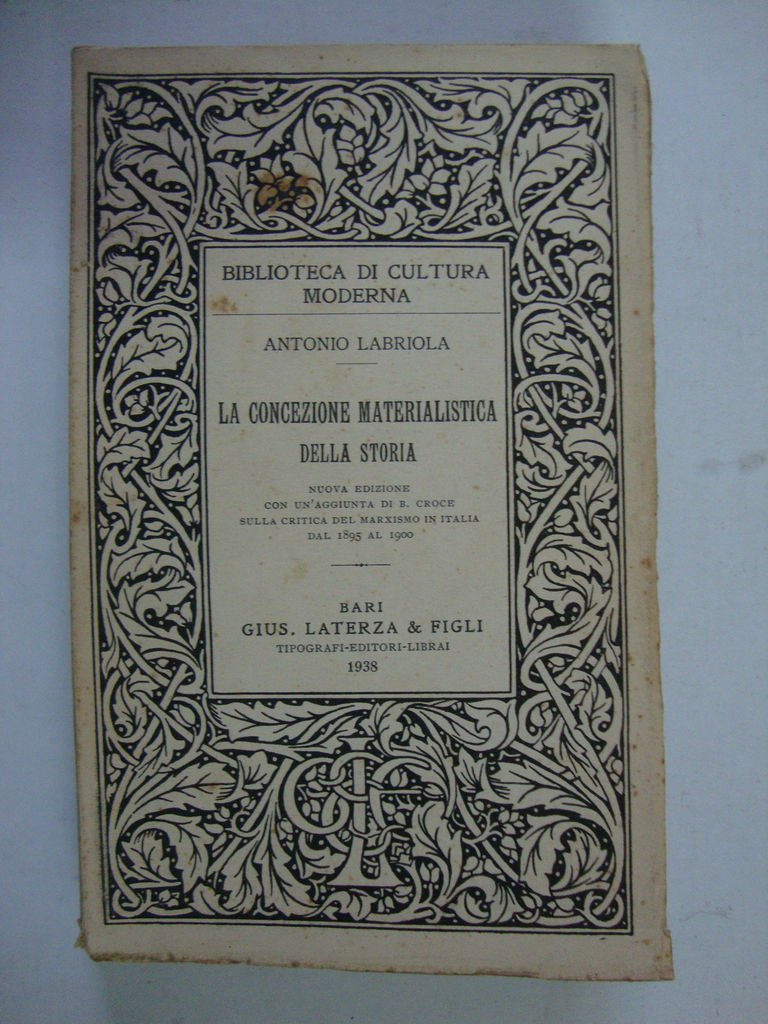 BIBLIOTECA DI CULTURA
MODERNA
ANTONIO LABRIOLA
LA CONCEZIONE MATERIALISTICA
DELLA STORIA
NUOVA EDIZIONE
CON UN'AGGIUNTA DI B. CROCE
SULLA CRITICA DEL MARXISMO IN ITALIA
DAL 1895 AL 1900
BARI
GIUS. LATERZA & FIGLI
TIPOGRAFI-EDITORI-LIBRAI
1938